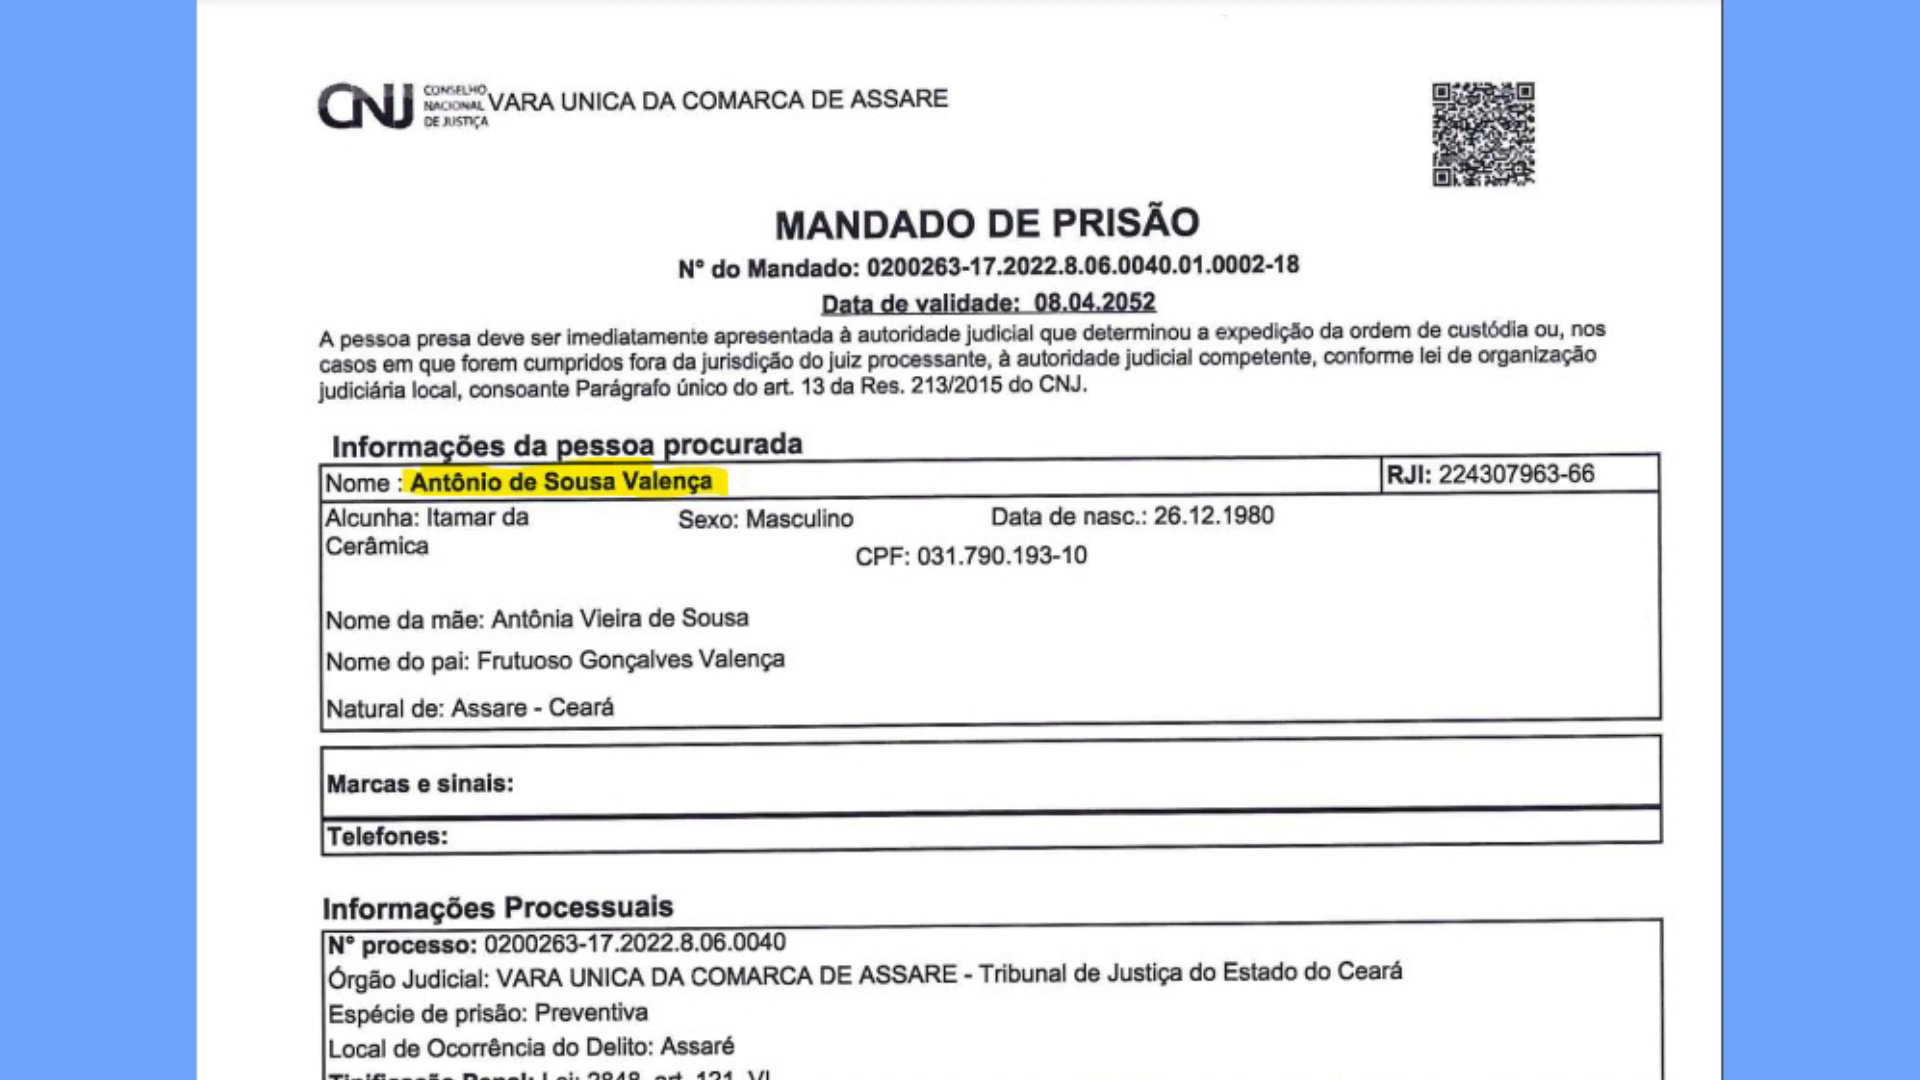 CNJ CONSELHO NACIONAL DE JUSTIÇA
VARA UNICA DA COMARCA DE ASSARE
MANDADO DE PRISÃO
N° do Mandado: 0200263-17.2022.8.06.0040.01.0002-18
Data de validade: 08.04.2052
A pessoa presa deve ser imediatamente apresentada à autoridade judicial que determinou a expedição da ordem de custódia ou, nos
casos em que forem cumpridos fora da jurisdição do juiz processante, à autoridade judicial competente, conforme lei de organização
judiciária local, consoante Parágrafo único do art. 13 da Res. 213/2015 do CNJ.
Informações da pessoa procurada
Nome : Antônio de Sousa Valença RJI: 224307963-66
Alcunha: Itamar da Cerâmica Sexo: Masculino Data de nasc.: 26.12.1980
CPF: 031.790.193-10
Nome da mãe: Antônia Vieira de Sousa
Nome do pai: Frutuoso Gonçalves Valença
Natural de: Assare - Ceará
Marcas e sinais:
Telefones:
Informações Processuais
N° processo: 0200263-17.2022.8.06.0040
Órgão Judicial: VARA UNICA DA COMARCA DE ASSARE - Tribunal de Justiça do Estado do Ceará
Espécie de prisão: Preventiva
Local de Ocorrência do Delito: Assaré
Tipificação Penal: Lei: 2848, art. 121, VI